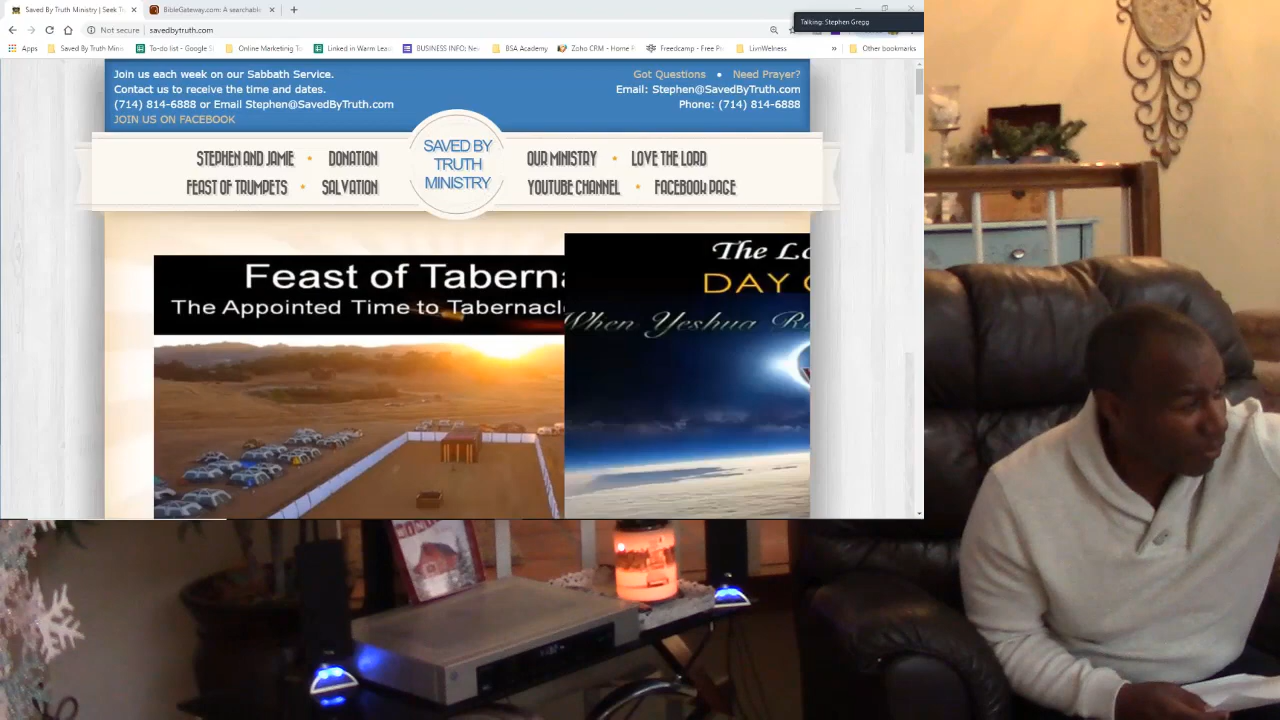 Saved By Truth Ministry | Seek T
BibleGateway.com: A searchable
Talking: Stephen Gregg
Not secure
savedbytruth.com
Apps
Saved By Truth Mini
To-do list - Google S
Online Marketing To
Linked in Warm Lea
BUSINESS INFO; Ne
BSA Academy
Zoho CRM - Home P
Freedcamp - Free P
LivnWelness
Other bookmarks
Join us each week on our Sabbath Service.
Contact us to receive the time and dates.
(714) 814-6888 or Email Stephen@SavedByTruth.com
JOIN US ON FACEBOOK
Got Questions • Need Prayer?
Email: Stephen@SavedByTruth.com
Phone: (714) 814-6888
STEPHEN AND JAMIE • DONATION
FEAST OF TRUMPETS • SALVATION
SAVED BY
TRUTH
MINISTRY
OUR MINISTRY • LOVE THE LORD
YOUTUBE CHANNEL • FACEBOOK PAGE
Feast of Taberna
The Appointed Time to Tabernacl
The Lo
DAY
When Yeshua R